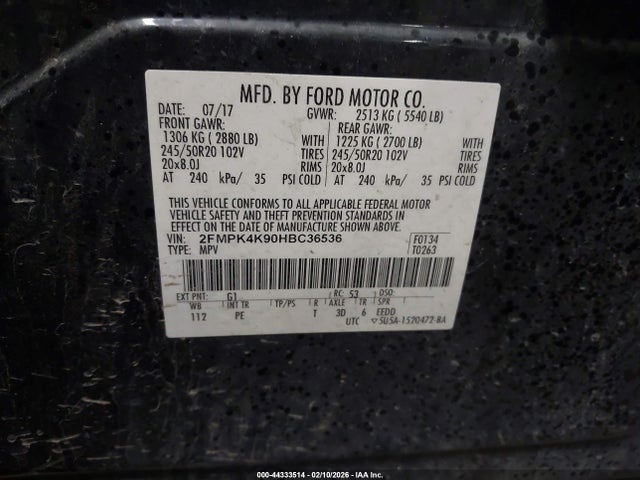 MFD. BY FORD MOTOR CO.
DATE: 07/17 GVWR: 2513 KG ( 5540 LB)
FRONT GAWR: REAR GAWR:
1306 KG ( 2880 LB) WITH 1225 KG ( 2700 LB) WITH
245/50R20 102V TIRES 245/50R20 102V TIRES
20x8.0J RIMS 20x8.0J RIMS
AT 240 kPa/ 35 PSI COLD AT 240 kPa/ 35 PSI COLD
THIS VEHICLE CONFORMS TO ALL APPLICABLE FEDERAL MOTOR
VEHICLE SAFETY AND THEFT PREVENTION STANDARDS IN
EFFECT ON THE DATE OF MANUFACTURE SHOWN ABOVE.
VIN: 2FMPK4K90HBC36536 F0134
TYPE: MPV T0263
EXT PNT: G1 RC: 53 DSO:
WB INT TR TP/PS R AXLE TR SPR
112 PE T 3D 6 EEDD
UTC 5U5A-1520472-BA
000-44333514 - 02/10/2026 - IAA Inc.